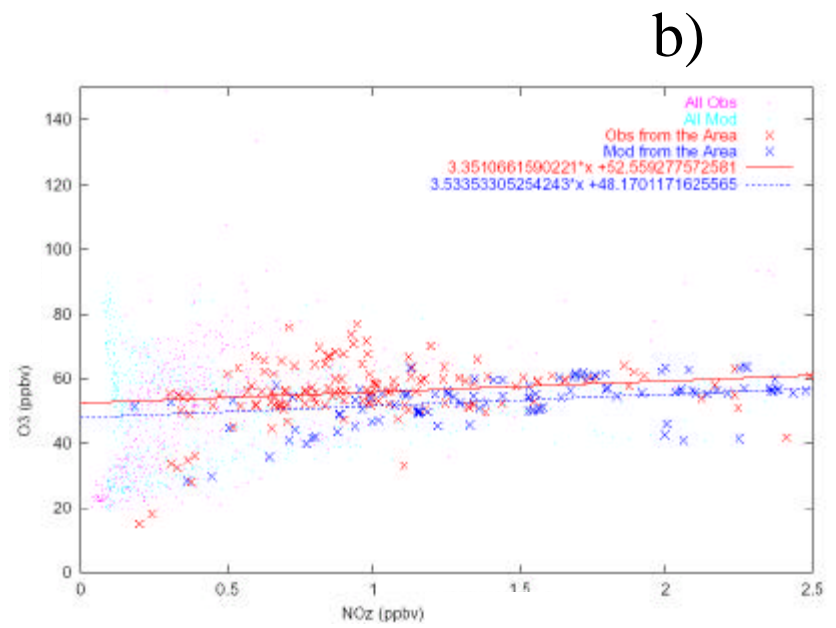 b)
140
120
100
80
60
40
20
0
O3 (ppbv)
All Obs
All Mod
Obs from the Area
Mod from the Area
3.3510661590221*x +52.559277572581
3.53353305254243*x +48.1701171625565
0 0.5 1 1.5 2 2.5
NOz (ppbv)